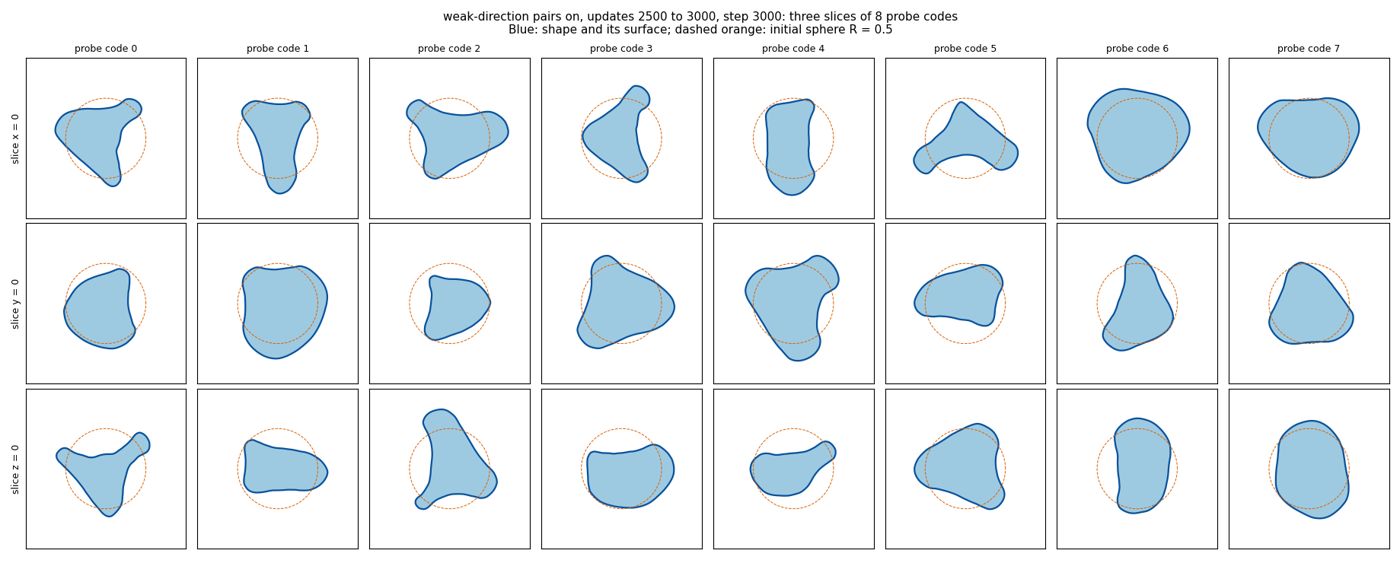 weak-direction pairs on, updates 2500 to 3000, step 3000: three slices of 8 probe codes
Blue: shape and its surface; dashed orange: initial sphere R = 0.5
probe code 0
probe code 1
probe code 2
probe code 3
probe code 4
probe code 5
probe code 6
probe code 7
slice x = 0
slice y = 0
slice z = 0